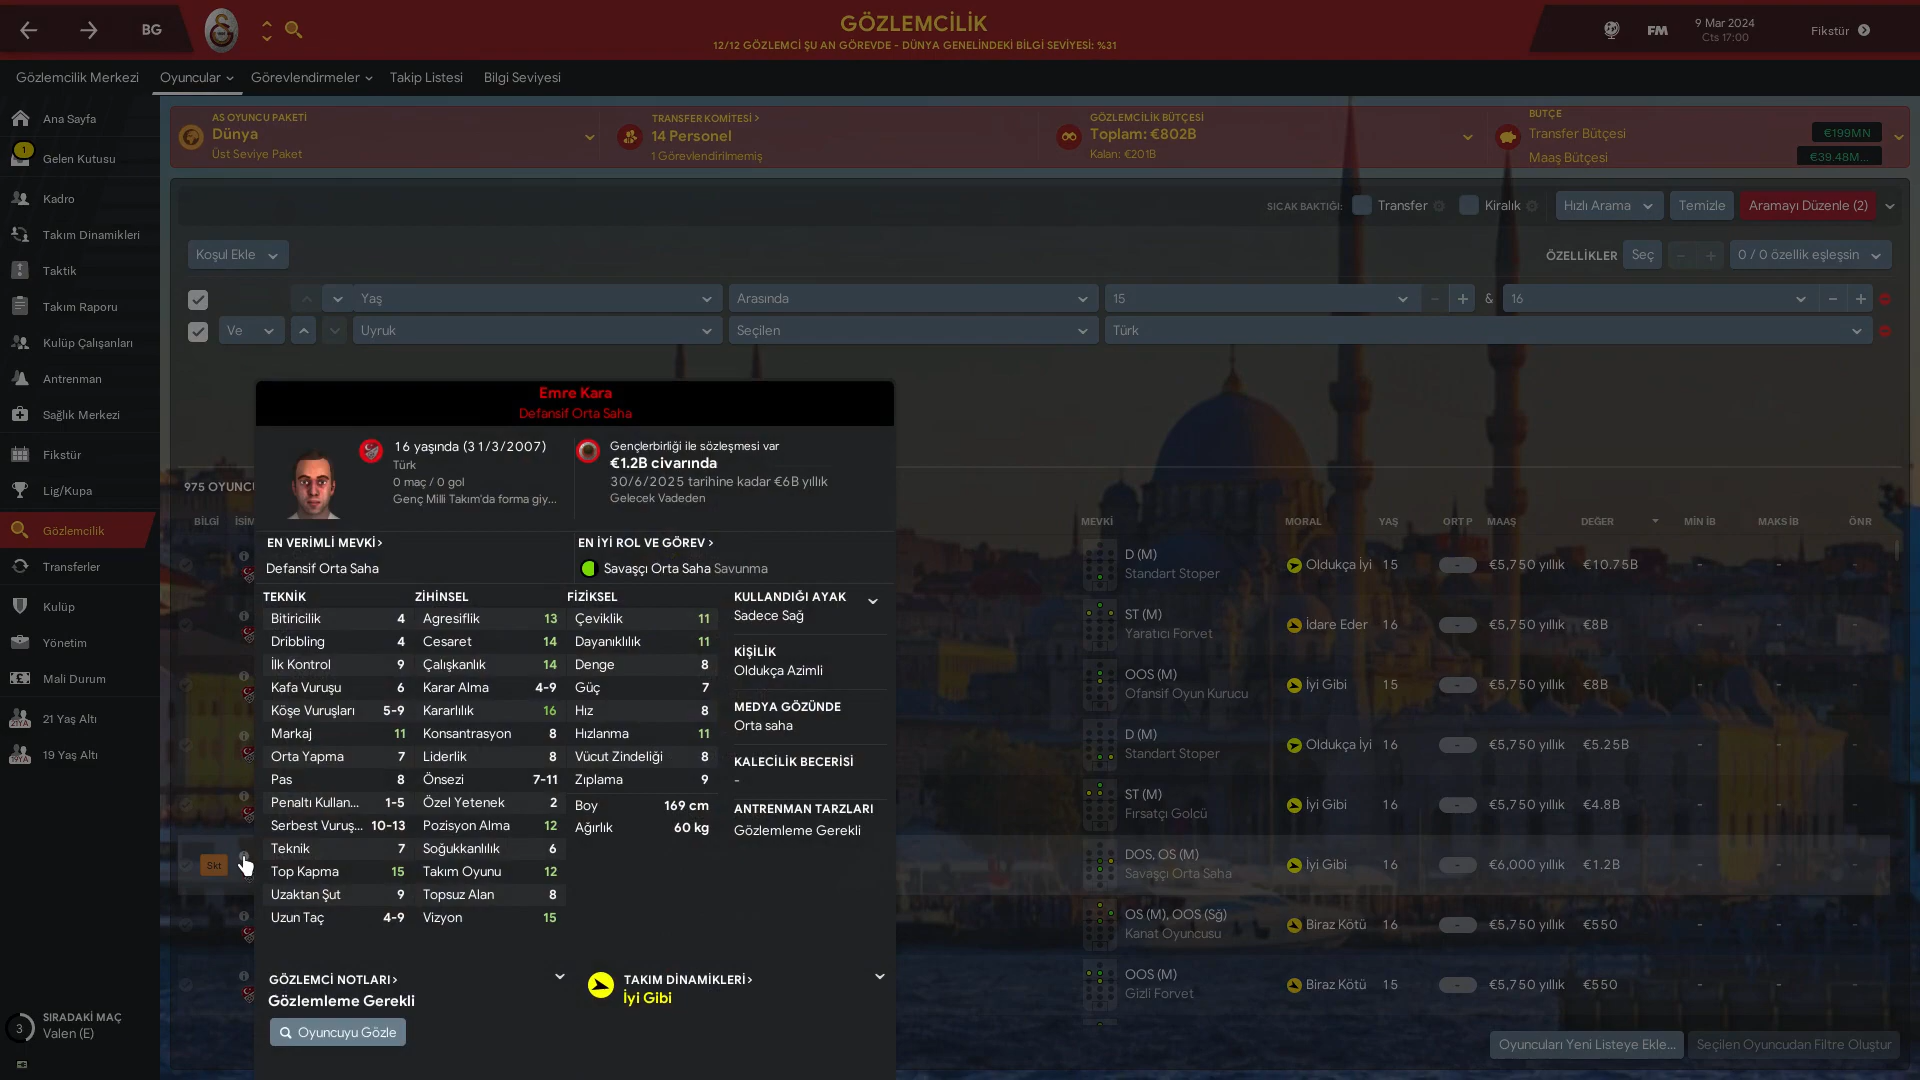 BG
GÖZLEMCİLİK
12/12 GÖZLEMCİ ŞU AN GÖREVDE - DÜNYA GENELİNDEKİ BİLGİ SEVİYESİ: %31
FM
9 Mar 2024
Cts 17:00
Fikstür
Gözlemcilik Merkezi
Oyuncular
Görevlendirmeler
Takip Listesi
Bilgi Seviyesi
Ana Sayfa
1
Gelen Kutusu
Kadro
Takım Dinamikleri
Taktik
Takım Raporu
Kulüp Çalışanları
Antrenman
Sağlık Merkezi
Fikstür
Lig/Kupa
Gözlemcilik
Transferler
Kulüp
Yönetim
Mali Durum
21 Yaş Altı
19 Yaş Altı
3
SIRADAKİ MAÇ
Valen (E)
AS OYUNCU PAKETİ
Dünya
Üst Seviye Paket
TRANSFER KOMİTESİ >
14 Personel
1 Görevlendirilmemiş
GÖZLEMCİLİK BÜTÇESİ
Toplam: €802B
Kalan: €201B
BÜTÇE
Transfer Bütçesi €199MN
Maaş Bütçesi €39.48M...
SICAK BAKTIĞI: Transfer Kiralık Hızlı Arama Temizle Aramayı Düzenle (2)
Koşul Ekle
ÖZELLİKLER Seç - + 0 / 0 özellik eşleşsin
Yaş Arasında 15 - + & 16 - +
Ve Uyruk Seçilen Türk
975 OYUNCU
BİLGİ İSİM
MEVKİ MORAL YAŞ ORT P MAAŞ DEĞER MİN İB MAKS İB ÖNR
D (M)
Standart Stoper
Oldukça İyi 15 - €5,750 yıllık €10.75B - - -
ST (M)
Yaratıcı Forvet
İdare Eder 16 - €5,750 yıllık €8B - - -
OOS (M)
Ofansif Oyun Kurucu
İyi Gibi 15 - €5,750 yıllık €8B - - -
D (M)
Standart Stoper
Oldukça İyi 16 - €5,750 yıllık €5.25B - - -
ST (M)
Fırsatçı Golcü
İyi Gibi 16 - €5,750 yıllık €4.8B - - -
Skt
DOS, OS (M)
Savaşçı Orta Saha
İyi Gibi 16 - €6,000 yıllık €1.2B - - -
OS (M), OOS (Sğ)
Kanat Oyuncusu
Biraz Kötü 16 - €5,750 yıllık €550 - - -
OOS (M)
Gizli Forvet
Biraz Kötü 15 - €5,750 yıllık €550 - - -
Oyuncuları Yeni Listeye Ekle... Seçilen Oyuncudan Filtre Oluştur
Emre Kara
Defansif Orta Saha
16 yaşında (31/3/2007)
Türk
0 maç / 0 gol
Genç Milli Takım'da forma giy...
Gençlerbirliği ile sözleşmesi var
€1.2B civarında
30/6/2025 tarihine kadar €6B yıllık
Gelecek Vadeden
EN VERİMLİ MEVKİ >
Defansif Orta Saha
EN İYİ ROL VE GÖREV >
Savaşçı Orta Saha Savunma
TEKNİK
Bitiricilik 4
Dribbling 4
İlk Kontrol 9
Kafa Vuruşu 6
Köşe Vuruşları 5-9
Markaj 11
Orta Yapma 7
Pas 8
Penaltı Kullan... 1-5
Serbest Vuruş... 10-13
Teknik 7
Top Kapma 15
Uzaktan Şut 9
Uzun Taç 4-9
ZİHİNSEL
Agresiflik 13
Cesaret 14
Çalışkanlık 14
Karar Alma 4-9
Kararlılık 16
Konsantrasyon 8
Liderlik 8
Önsezi 7-11
Özel Yetenek 2
Pozisyon Alma 12
Soğukkanlılık 6
Takım Oyunu 12
Topsuz Alan 8
Vizyon 15
FİZİKSEL
Çeviklik 11
Dayanıklılık 11
Denge 8
Güç 7
Hız 8
Hızlanma 11
Vücut Zindeliği 8
Zıplama 9
Boy 169 cm
Ağırlık 60 kg
KULLANDIĞI AYAK
Sadece Sağ
KİŞİLİK
Oldukça Azimli
MEDYA GÖZÜNDE
Orta saha
KALECİLİK BECERİSİ
-
ANTRENMAN TARZLARI
Gözlemleme Gerekli
GÖZLEMCİ NOTLARI >
Gözlemleme Gerekli
Oyuncuyu Gözle
TAKIM DİNAMİKLERİ >
İyi Gibi